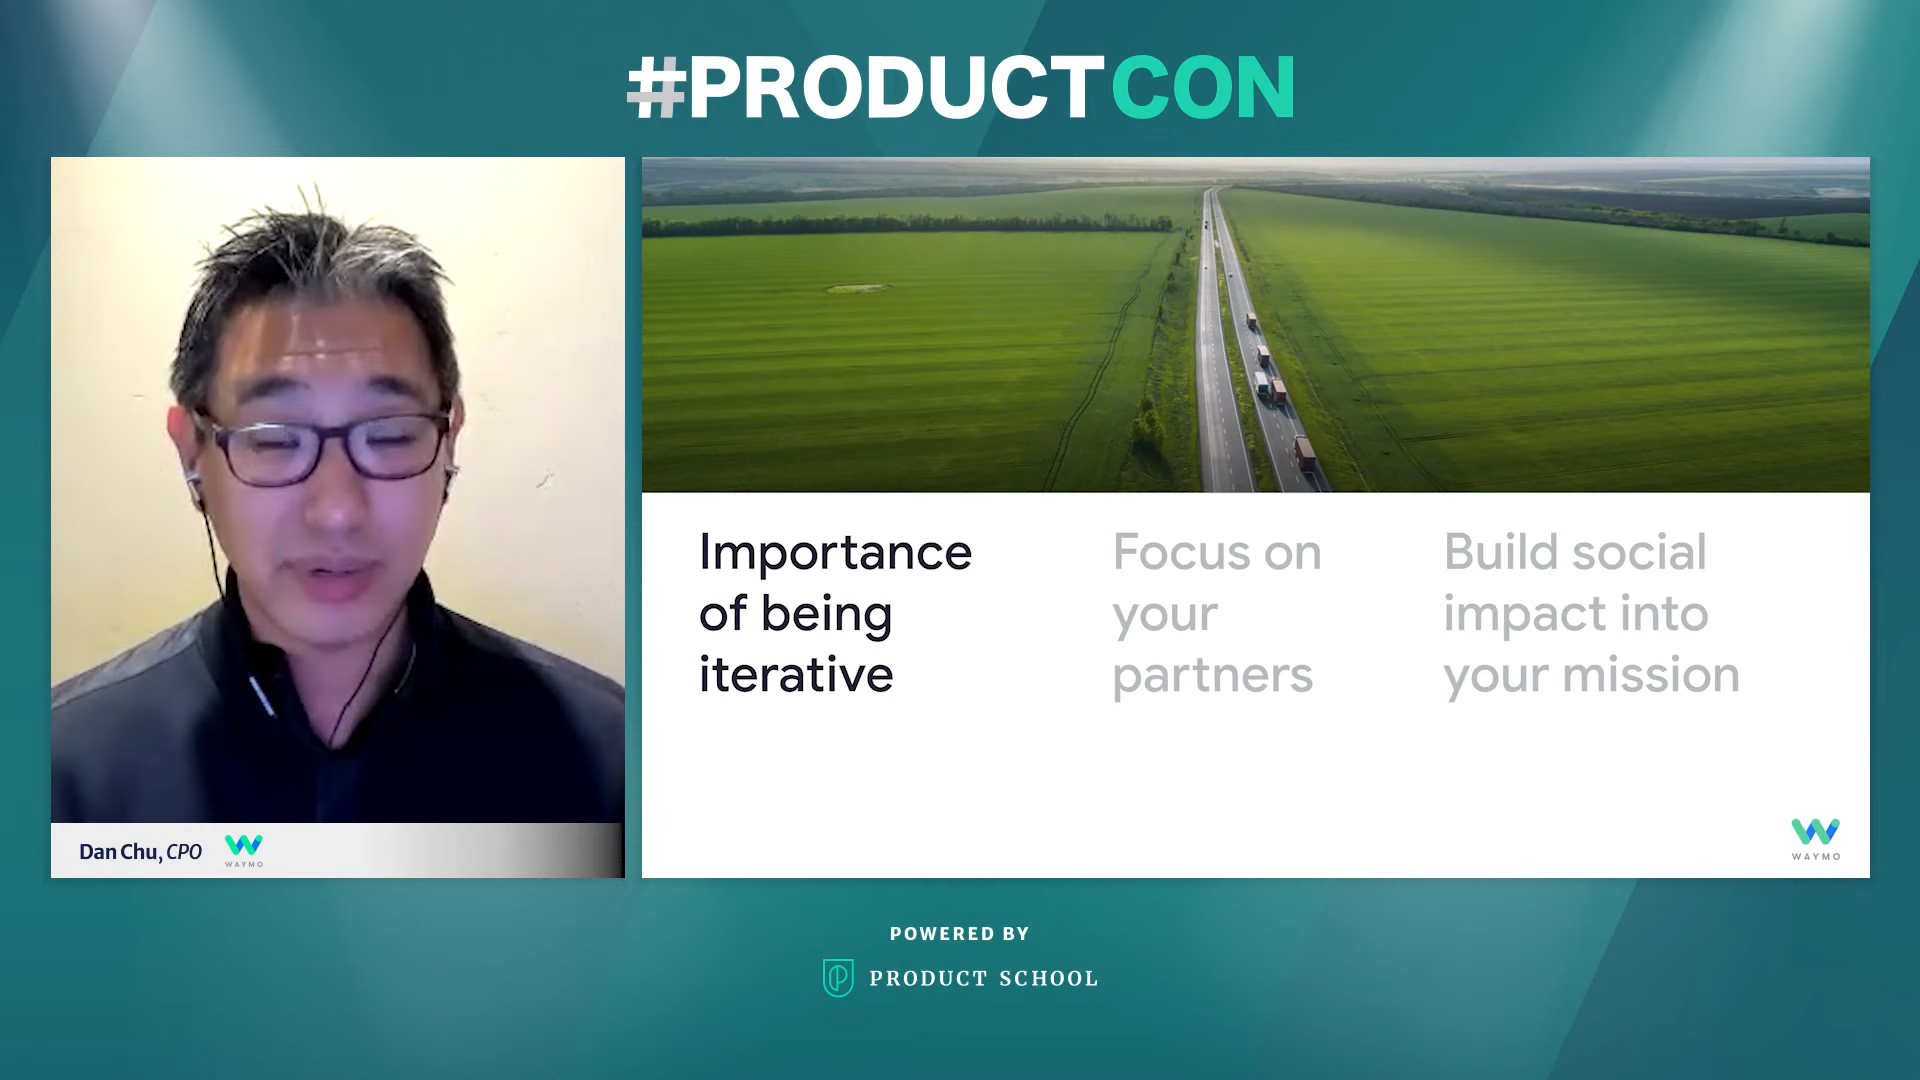 #PRODUCTCON
Dan Chu, CPO
WAYMO
Importance
of being
iterative
Focus on
your
partners
Build social
impact into
your mission
WAYMO
POWERED BY
PRODUCT SCHOOL